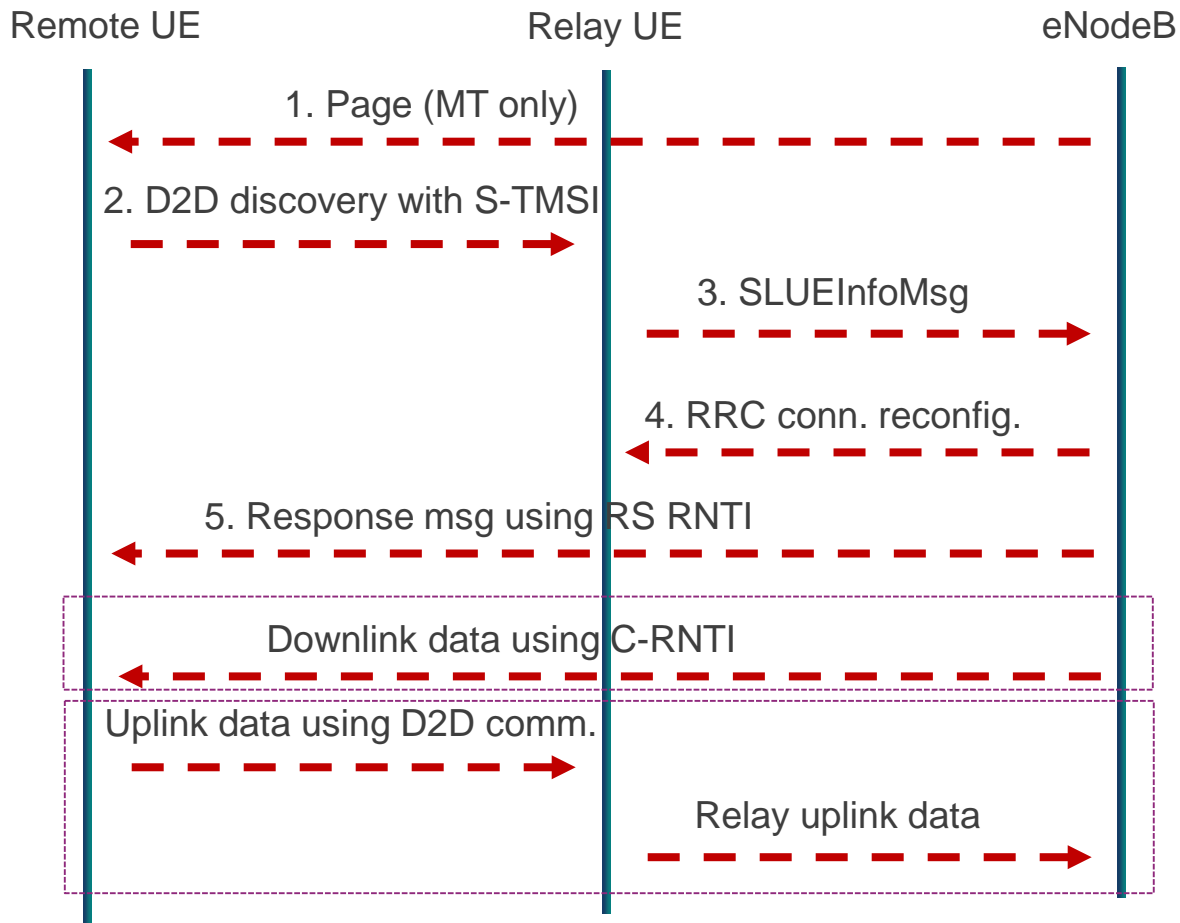 Remote UE
Relay UE
eNodeB
1. Page (MT only)
2. D2D discovery with S-TMSI
3. SLUEInfoMsg
4. RRC conn. reconfig.
5. Response msg using RS RNTI
Downlink data using C-RNTI
Uplink data using D2D comm.
Relay uplink data